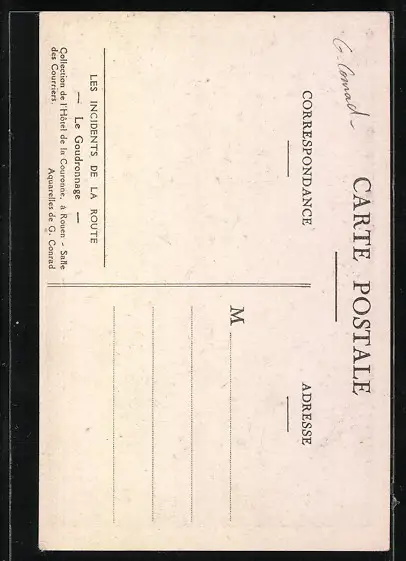 G. Conrad
CARTE POSTALE
CORRESPONDANCE
ADRESSE
M
LES INCIDENTS DE LA ROUTE
— Le Goudronnage —
Collection de l'Hôtel de la Couronne, à Rouen - Salle
des Courriers.
Aquarelles de G. Conrad